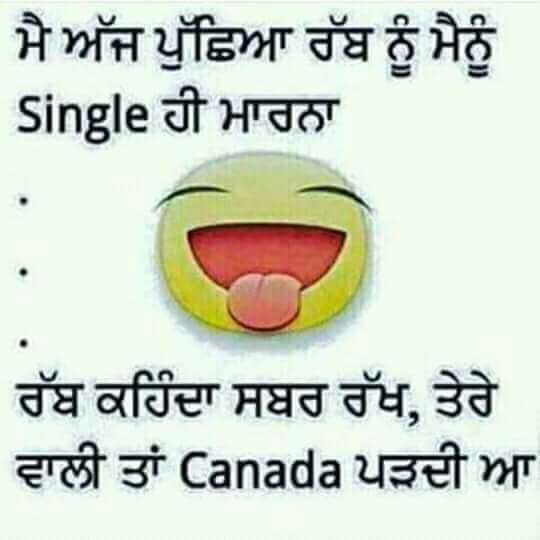 ਮੈ ਅੱਜ ਪੁੱਛਿਆ ਰੱਬ ਨੂੰ ਮੈਨੂੰ
Single ਹੀ ਮਾਰਨਾ
.
.
.
ਰੱਬ ਕਹਿੰਦਾ ਸਬਰ ਰੱਖ, ਤੇਰੇ
ਵਾਲੀ ਤਾਂ Canada ਪੜਦੀ ਆ